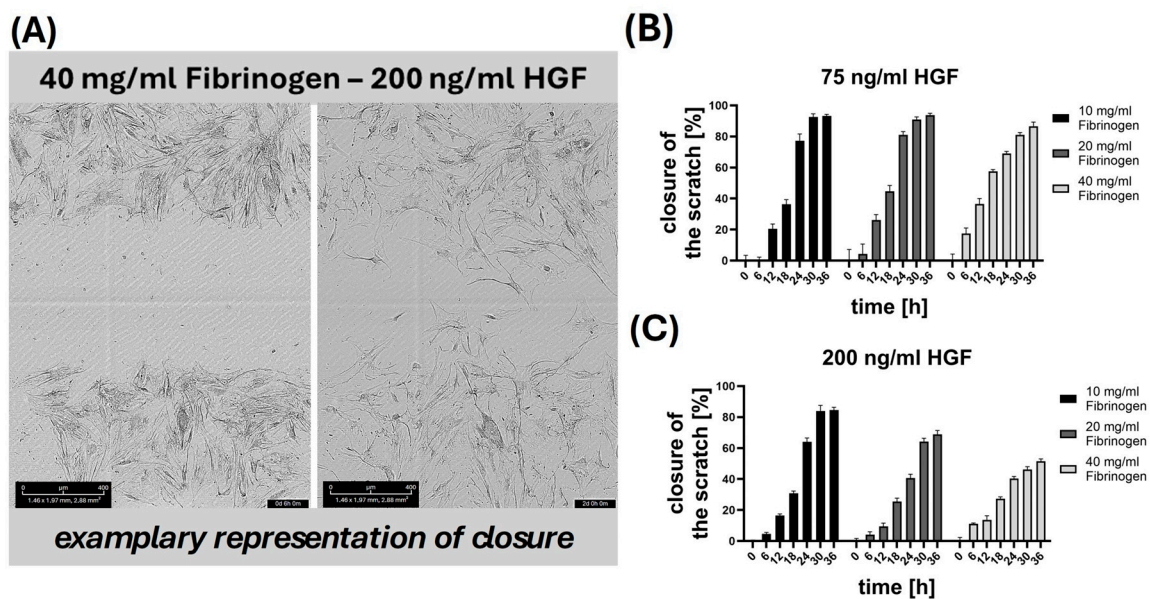 (A)
40 mg/ml Fibrinogen – 200 ng/ml HGF
0 µm 400
1.46 x 1.97 mm, 2.88 mm²
0d 6h 0m
0 µm 400
1.46 x 1.97 mm, 2.88 mm²
2d 0h 0m
examplary representation of closure
(B)
75 ng/ml HGF
closure of
the scratch [%]
100
80
60
40
20
0
0 6 12 18 24 30 36 0 6 12 18 24 30 36 0 6 12 18 24 30 36
time [h]
10 mg/ml
Fibrinogen
20 mg/ml
Fibrinogen
40 mg/ml
Fibrinogen
(C)
200 ng/ml HGF
closure of
the scratch [%]
100
80
60
40
20
0
0 6 12 18 24 30 36 0 6 12 18 24 30 36 0 6 12 18 24 30 36
time [h]
10 mg/ml
Fibrinogen
20 mg/ml
Fibrinogen
40 mg/ml
Fibrinogen